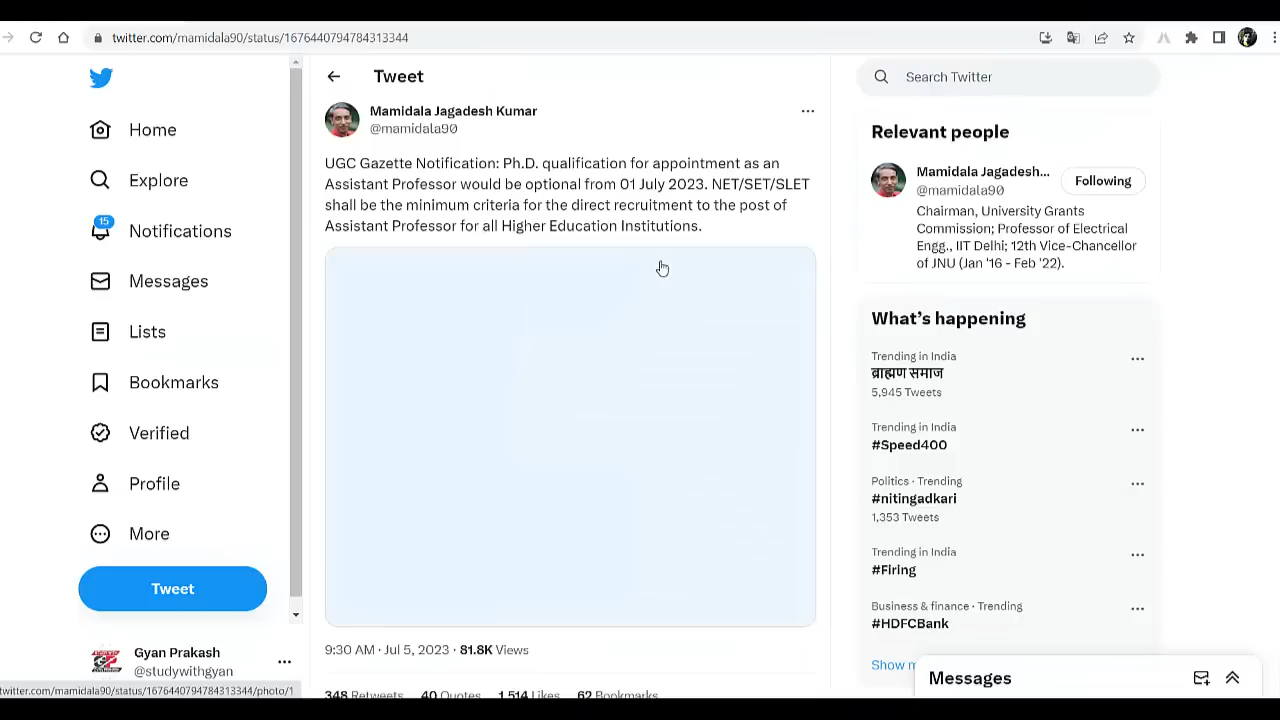 twitter.com/mamidala90/status/1676440794784313344
Home
Explore
15
Notifications
Messages
Lists
Bookmarks
Verified
Profile
More
Tweet
Gyan Prakash
@studywithgyan
twitter.com/mamidala90/status/1676440794784313344/photo/1
Tweet
Mamidala Jagadesh Kumar
@mamidala90
UGC Gazette Notification: Ph.D. qualification for appointment as an
Assistant Professor would be optional from 01 July 2023. NET/SET/SLET
shall be the minimum criteria for the direct recruitment to the post of
Assistant Professor for all Higher Education Institutions.
9:30 AM · Jul 5, 2023 · 81.8K Views
348 Retweets 40 Quotes 1,514 Likes 62 Bookmarks
Search Twitter
Relevant people
Mamidala Jagadesh...
@mamidala90
Following
Chairman, University Grants
Commission; Professor of Electrical
Engg., IIT Delhi; 12th Vice-Chancellor
of JNU (Jan '16 - Feb '22).
What's happening
Trending in India
ब्राह्मण समाज
5,945 Tweets
Trending in India
#Speed400
Politics · Trending
#nitingadkari
1,353 Tweets
Trending in India
#Firing
Business & finance · Trending
#HDFCBank
Show
Messages